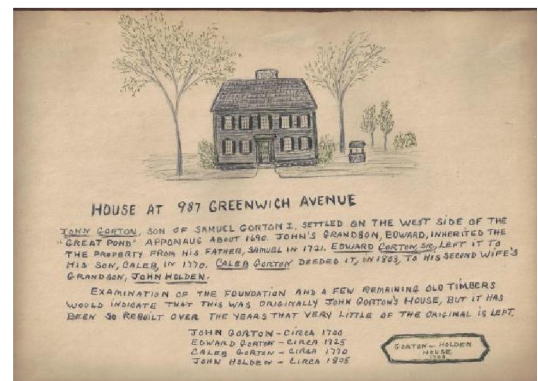 HOUSE AT 987 GREENWICH AVENUE
JOHN GORTON, SON OF SAMUEL GORTON I, SETTLED ON THE WEST SIDE OF THE
"GREAT POND" APPONAUG ABOUT 1690. JOHN'S GRANDSON, EDWARD, INHERITED THE
THE PROPERTY FROM HIS FATHER, SAMUEL IN 1721. EDWARD GORTON, SR., LEFT IT TO
HIS SON, CALEB, IN 1770. CALEB GORTON DEEDED IT, IN 1803, TO HIS SECOND WIFE'S
GRANDSON, JOHN HOLDEN.
EXAMINATION OF THE FOUNDATION AND A FEW REMAINING OLD TIMBERS
WOULD INDICATE THAT THIS WAS ORIGINALLY JOHN GORTON'S HOUSE, BUT IT HAS
BEEN SO REBUILT OVER THE YEARS THAT VERY LITTLE OF THE ORIGINAL IS LEFT.
JOHN GORTON - CIRCA 1700
EDWARD GORTON - CIRCA 1725
CALEB GORTON - CIRCA 1770
JOHN HOLDEN - CIRCA 1805
GORTON - HOLDEN
HOUSE